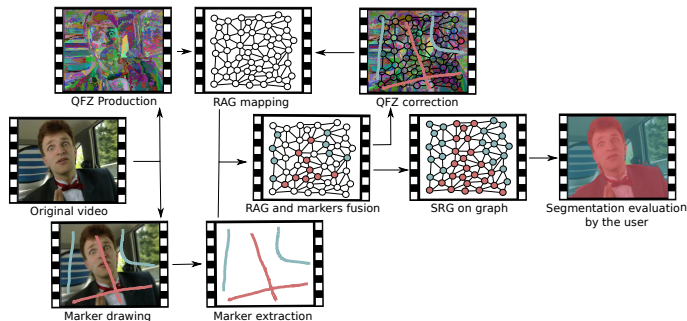 QFZ Production
RAG mapping
QFZ correction
Original video
RAG and markers fusion
SRG on graph
Segmentation evaluation
by the user
Marker drawing
Marker extraction